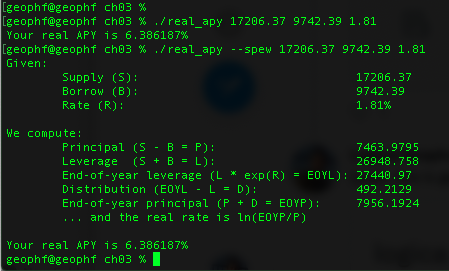 [geophf@geophf ch03 %
[geophf@geophf ch03 % ./real_apy 17206.37 9742.39 1.81
Your real APY is 6.386187%
[geophf@geophf ch03 % ./real_apy --spew 17206.37 9742.39 1.81
Given:
Supply (S): 17206.37
Borrow (B): 9742.39
Rate (R): 1.81%
We compute:
Principal (S - B = P): 7463.9795
Leverage (S + B = L): 26948.758
End-of-year leverage (L * exp(R) = EOYL): 27440.97
Distribution (EOYL - L = D): 492.2129
End-of-year principal (P + D = EOYP): 7956.1924
... and the real rate is ln(EOYP/P)
Your real APY is 6.386187%
geophf@geophf ch03 %